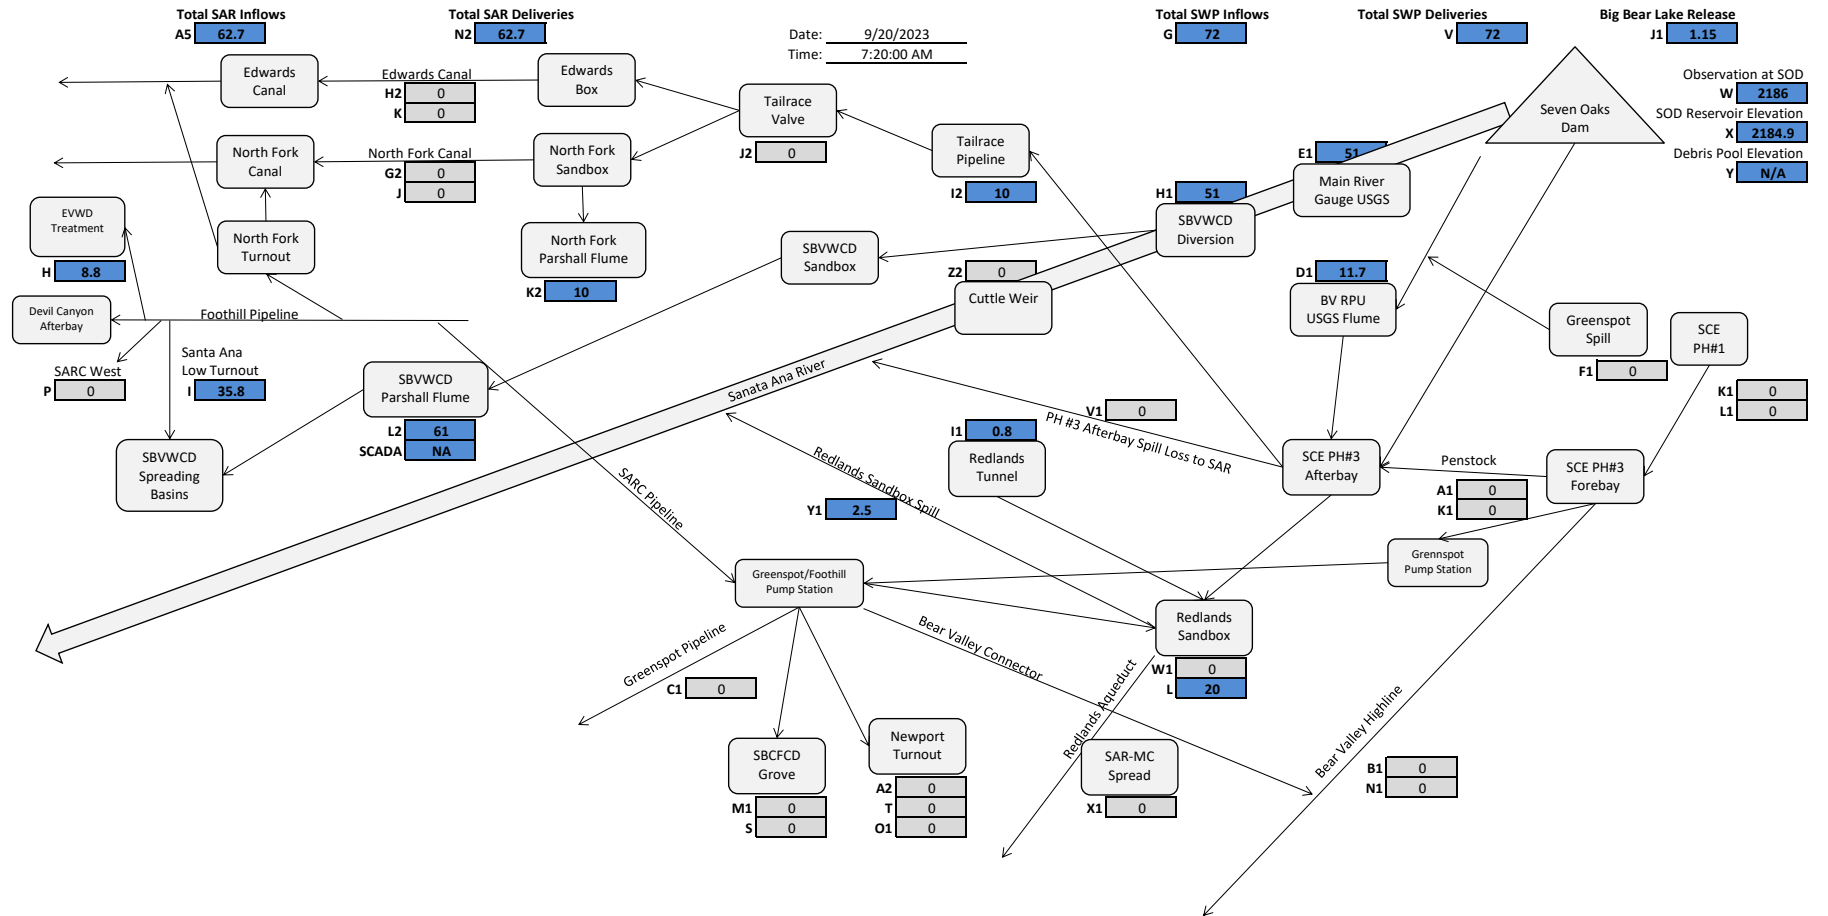 Total SAR Inflows
A5 62.7
Total SAR Deliveries
N2 62.7
Date: 9/20/2023
Time: 7:20:00 AM
Total SWP Inflows
G 72
Total SWP Deliveries
V 72
Big Bear Lake Release
J1 1.15
Observation at SOD
W 2186
SOD Reservoir Elevation
X 2184.9
Debris Pool Elevation
Y N/A
Seven Oaks
Dam
Edwards
Canal
Edwards Canal
H2 0
K 0
Edwards
Box
Tailrace
Valve
J2 0
Tailrace
Pipeline
I2 10
E1 51
Main River
Gauge USGS
H1 51
SBVWCD
Diversion
North Fork
Canal
North Fork Canal
G2 0
J 0
North Fork
Sandbox
EVWD
Treatment
H 8.8
North Fork
Turnout
North Fork
Parshall Flume
K2 10
SBVWCD
Sandbox
Z2 0
Cuttle Weir
D1 11.7
BV RPU
USGS Flume
Greenspot
Spill
F1 0
SCE
PH#1
K1 0
L1 0
Devil Canyon
Afterbay
Foothill Pipeline
SARC West
P 0
Santa Ana
Low Turnout
I 35.8
SBVWCD
Parshall Flume
L2 61
SCADA NA
SBVWCD
Spreading
Basins
Sanata Ana River
V1 0
PH #3 Afterbay Spill Loss to SAR
I1 0.8
Redlands
Tunnel
Redlands Sandbox Spill
Y1 2.5
SCE PH#3
Afterbay
Penstock
A1 0
K1 0
SCE PH#3
Forebay
SARC Pipeline
Grennspot
Pump Station
Greenspot/Foothill
Pump Station
Redlands
Sandbox
W1 0
L 20
Greenspot Pipeline
C1 0
Bear Valley Connector
Redlands Aqueduct
Bear Valley Highline
SBCFCD
Grove
M1 0
S 0
Newport
Turnout
A2 0
T 0
O1 0
SAR-MC
Spread
X1 0
B1 0
N1 0